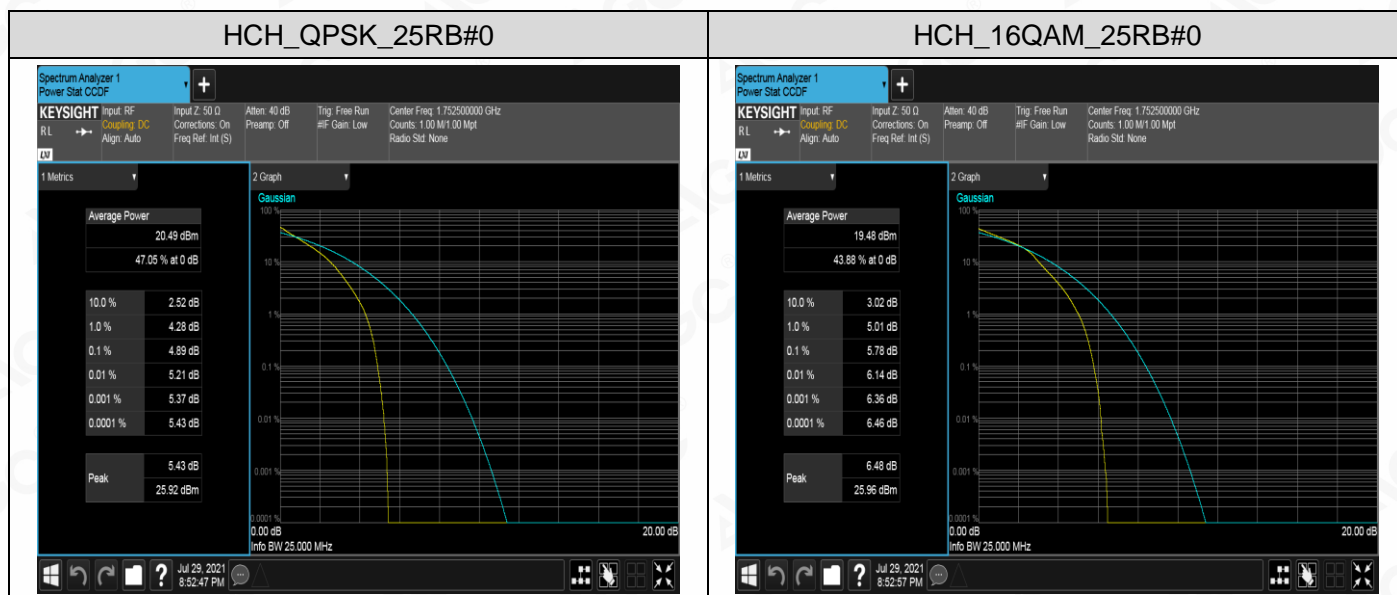 HCH_QPSK_25RB#0
Spectrum Analyzer 1
Power Stat CCDF
+
KEYSIGHT Input: RF Input Z: 50 Ω Atten: 40 dB Trig: Free Run Center Freq: 1.752500000 GHz
RL Coupling: DC Corrections: On Preamp: Off #IF Gain: Low Counts: 1.00 M/1.00 Mpt
Align: Auto Freq Ref: Int (S) Radio Std: None
LXI
1 Metrics
2 Graph
Average Power
20.49 dBm
47.05 % at 0 dB
10.0 % 2.52 dB
1.0 % 4.28 dB
0.1 % 4.89 dB
0.01 % 5.21 dB
0.001 % 5.37 dB
0.0001 % 5.43 dB
Peak 5.43 dB
25.92 dBm
Gaussian
100 %
10 %
1 %
0.1 %
0.01 %
0.001 %
0.0001 %
0.00 dB 20.00 dB
Info BW 25.000 MHz
? Jul 29, 2021
8:52:47 PM
HCH_16QAM_25RB#0
Spectrum Analyzer 1
Power Stat CCDF
+
KEYSIGHT Input: RF Input Z: 50 Ω Atten: 40 dB Trig: Free Run Center Freq: 1.752500000 GHz
RL Coupling: DC Corrections: On Preamp: Off #IF Gain: Low Counts: 1.00 M/1.00 Mpt
Align: Auto Freq Ref: Int (S) Radio Std: None
LXI
1 Metrics
2 Graph
Average Power
19.48 dBm
43.88 % at 0 dB
10.0 % 3.02 dB
1.0 % 5.01 dB
0.1 % 5.78 dB
0.01 % 6.14 dB
0.001 % 6.36 dB
0.0001 % 6.46 dB
Peak 6.48 dB
25.96 dBm
Gaussian
100 %
10 %
1 %
0.1 %
0.01 %
0.001 %
0.0001 %
0.00 dB 20.00 dB
Info BW 25.000 MHz
? Jul 29, 2021
8:52:57 PM